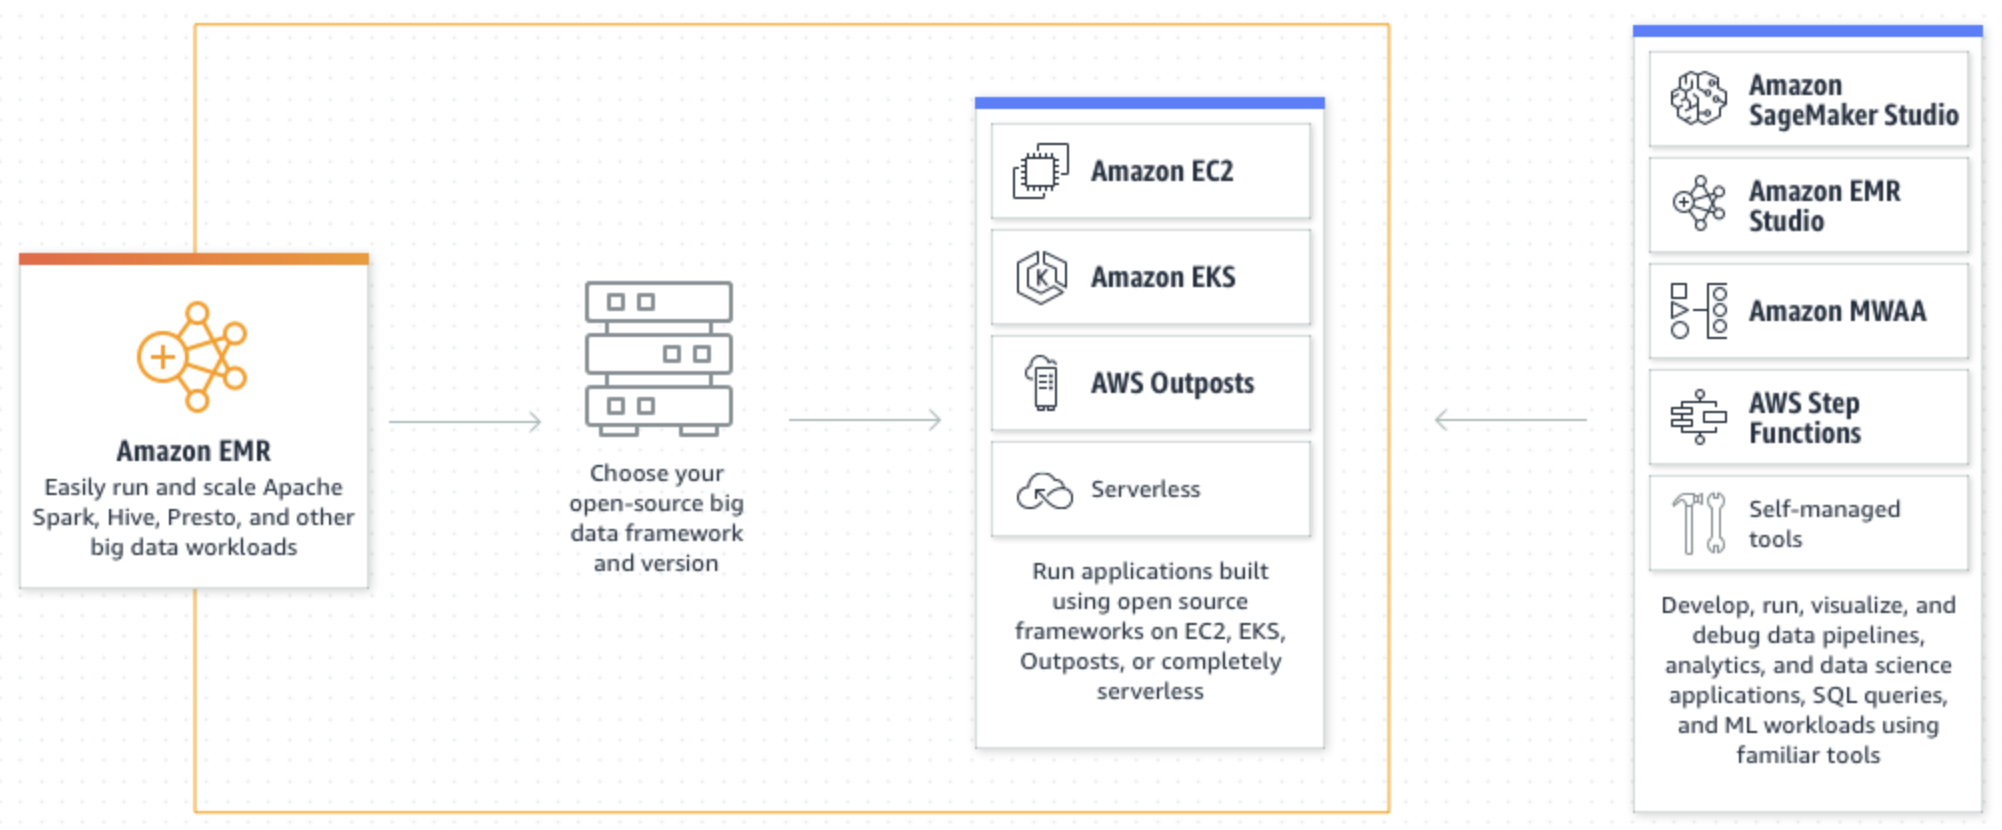 Amazon EMR
Easily run and scale Apache
Spark, Hive, Presto, and other
big data workloads
Choose your
open-source big
data framework
and version
Amazon EC2
K
Amazon EKS
AWS Outposts
Serverless
Run applications built
using open source
frameworks on EC2, EKS,
Outposts, or completely
serverless
Amazon
SageMaker Studio
Amazon EMR
Studio
Amazon MWAA
AWS Step
Functions
Self-managed
tools
Develop, run, visualize, and
debug data pipelines,
analytics, and data science
applications, SQL queries,
and ML workloads using
familiar tools